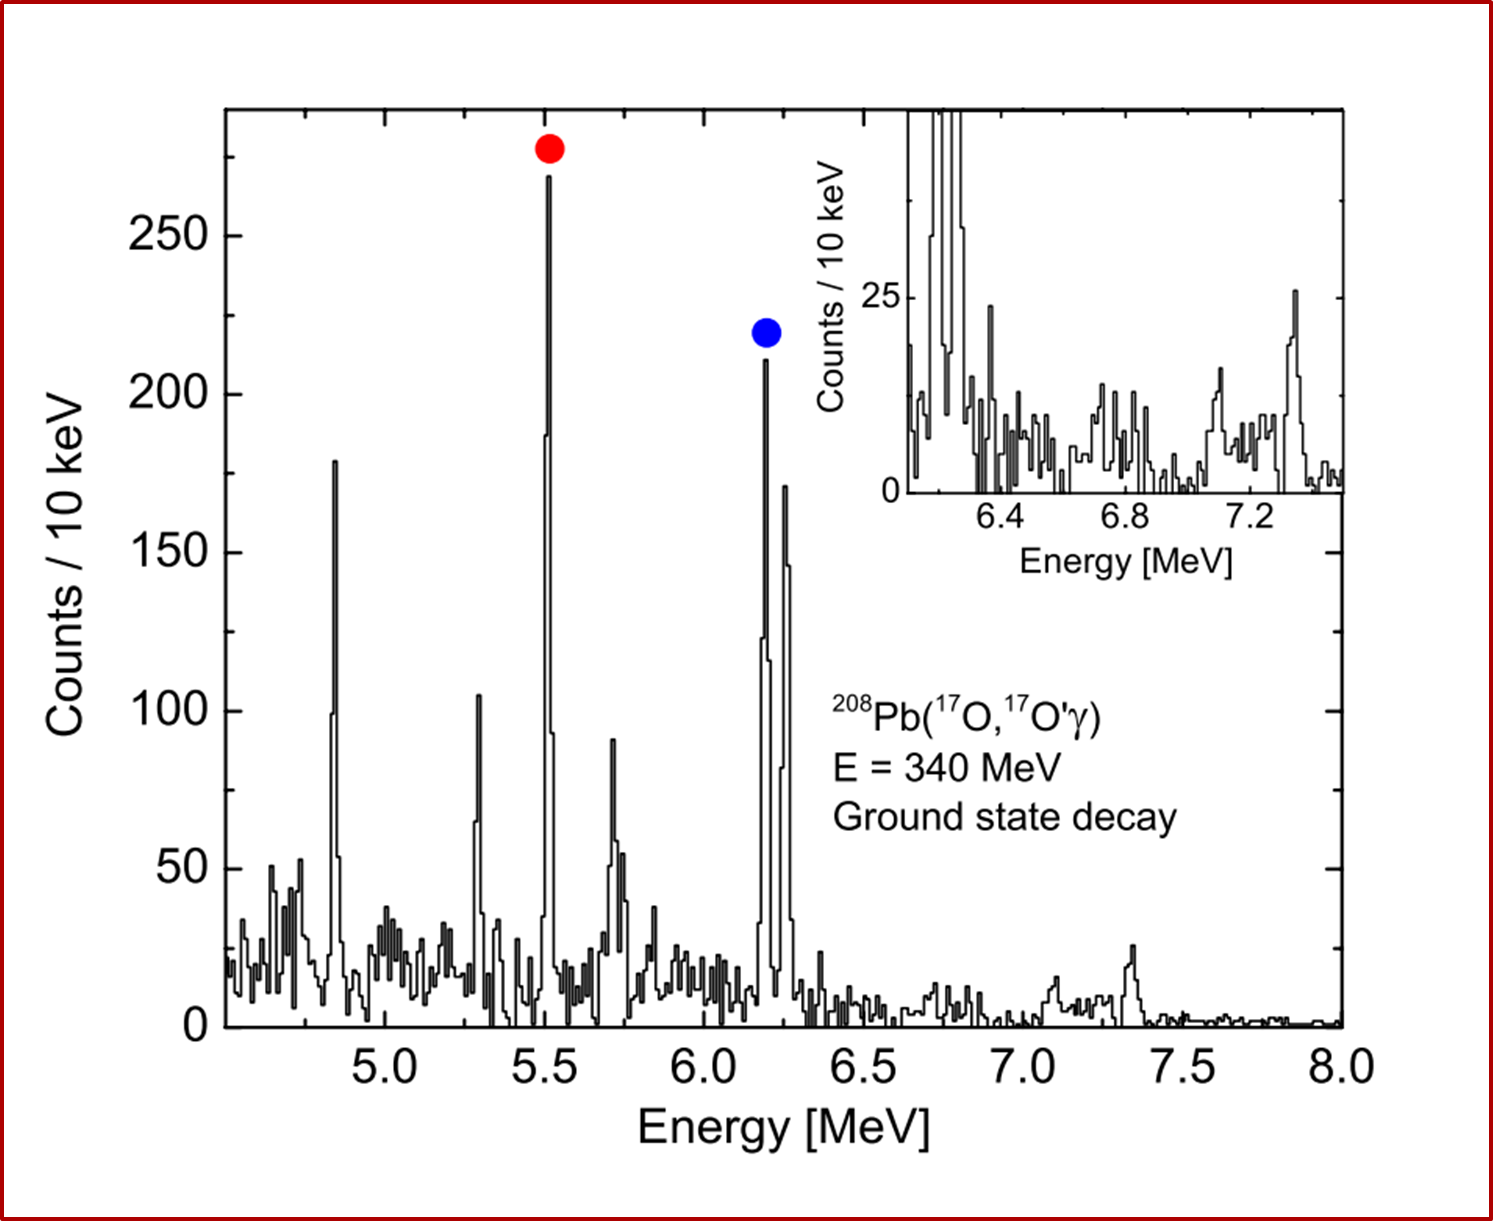 Counts / 10 keV
250
200
150
100
50
0
5.0 5.5 6.0 6.5 7.0 7.5 8.0
Energy [MeV]
Counts / 10 keV
25
0
6.4 6.8 7.2
Energy [MeV]
²⁰⁸Pb(¹⁷O,¹⁷O'γ)
E = 340 MeV
Ground state decay